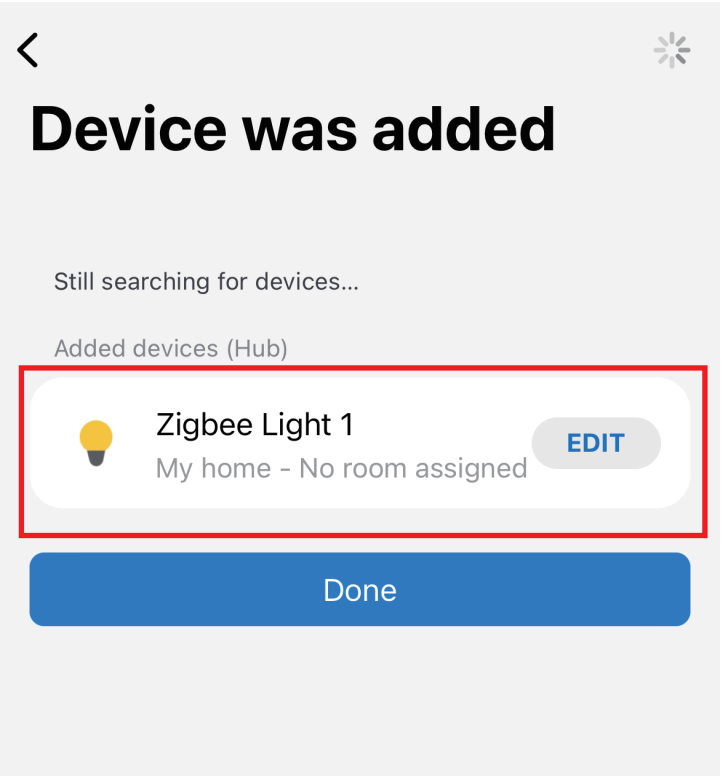 Device was added
Still searching for devices...
Added devices (Hub)
Zigbee Light 1
My home - No room assigned
EDIT
Done